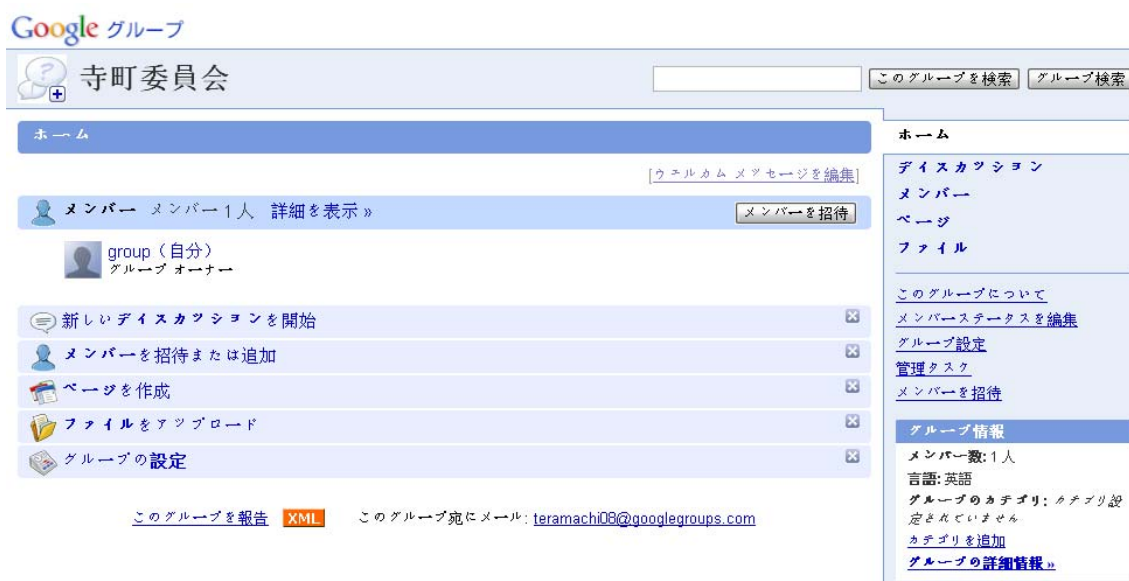 Google グループ
寺町委員会
このグループを検索 グループ検索
ホーム
[ウェルカム メッセージを編集]
メンバー メンバー1人 詳細を表示 »
メンバーを招待
group（自分）
グループ オーナー
新しいディスカッションを開始
メンバーを招待または追加
ページを作成
ファイルをアップロード
グループの設定
このグループを報告 XML このグループ宛にメール: teramachi08@googlegroups.com
ホーム
ディスカッション
メンバー
ページ
ファイル
このグループについて
メンバーステータスを編集
グループ設定
管理タスク
メンバーを招待
グループ情報
メンバー数: 1人
言語: 英語
グループのカテゴリ: カテゴリ設
定されていません
カテゴリを追加
グループの詳細情報 »